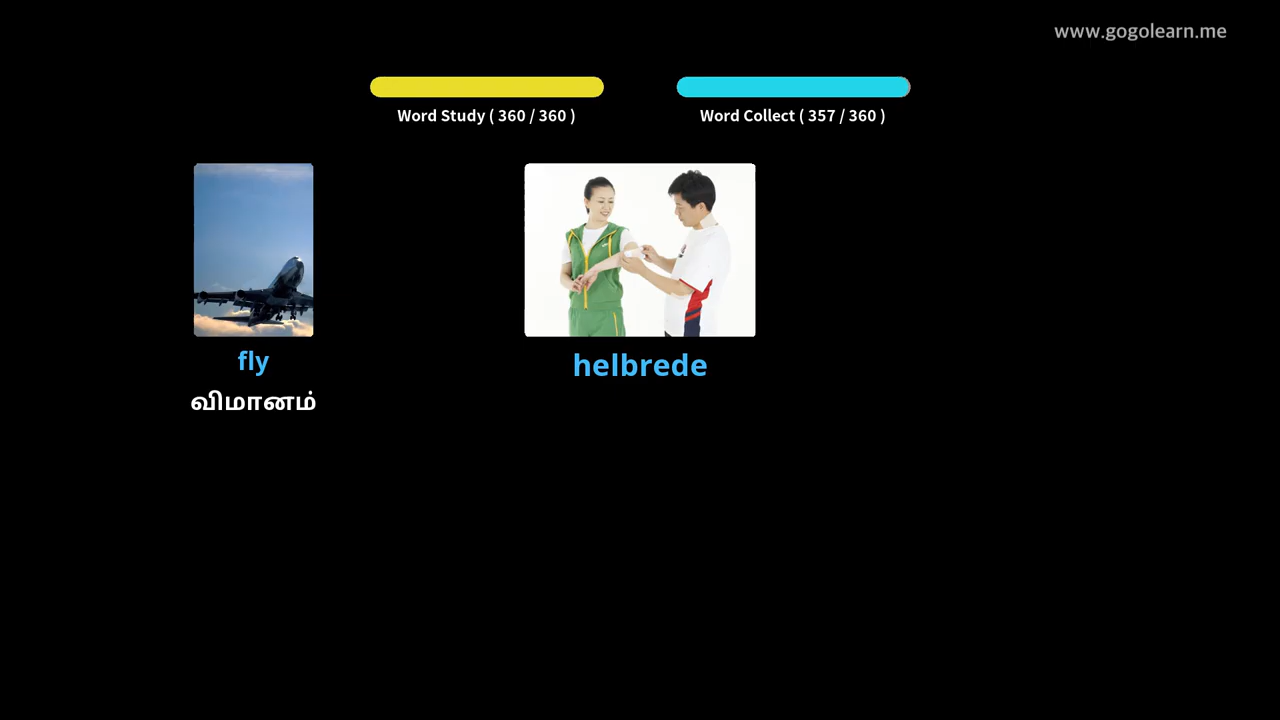 www.gogolearn.me
Word Study ( 360 / 360 )
Word Collect ( 357 / 360 )
fly
விமானம்
helbrede